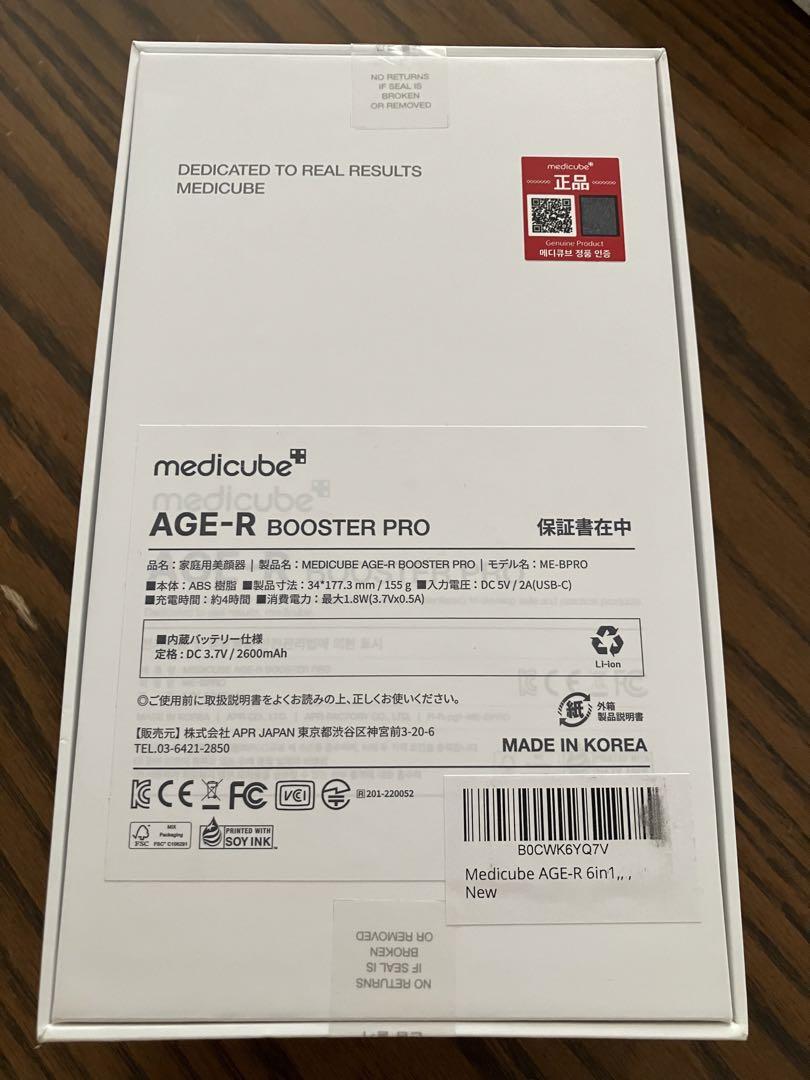 NO RETURNS
IF SEAL IS
BROKEN
OR REMOVED
DEDICATED TO REAL RESULTS
MEDICUBE
medicube
正品
Genuine Product
메디큐브 정품 인증
medicube
medicube
AGE-R BOOSTER PRO 保証書在中
品名：家庭用美顔器 | 製品名：MEDICUBE AGE-R BOOSTER PRO | モデル名：ME-BPRO
■本体：ABS 樹脂 ■製品寸法：34*177.3 mm / 155 g ■入力電圧：DC 5V / 2A(USB-C)
■充電時間：約4時間 ■消費電力：最大1.8W(3.7Vx0.5A)
■内蔵バッテリー仕様
定格：DC 3.7V / 2600mAh
Li-ion
◎ご使用前に取扱説明書をよくお読みの上、正しくお使いください。
紙 外箱
製品説明書
【販売元】株式会社 APR JAPAN 東京都渋谷区神宮前3-20-6
TEL.03-6421-2850
MADE IN KOREA
KC CE FC VCI R 201-220052
FSC MIX
Packaging
FSC® C106291
PRINTED WITH
SOY INK
B0CWK6YQ7V
Medicube AGE-R 6in1,, ,
New
NO RETURNS
IF SEAL IS
BROKEN
OR REMOVED